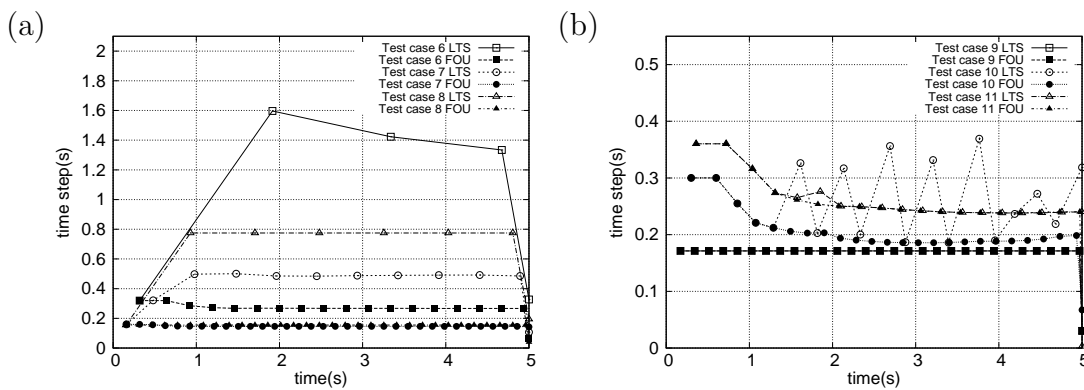 (a)
time step(s)
2
1.8
1.6
1.4
1.2
1
0.8
0.6
0.4
0.2
0
0 1 2 3 4 5
time(s)
Test case 6 LTS
Test case 6 FOU
Test case 7 LTS
Test case 7 FOU
Test case 8 LTS
Test case 8 FOU
(b)
time step(s)
0.5
0.4
0.3
0.2
0.1
0
0 1 2 3 4 5
time(s)
Test case 9 LTS
Test case 9 FOU
Test case 10 LTS
Test case 10 FOU
Test case 11 LTS
Test case 11 FOU